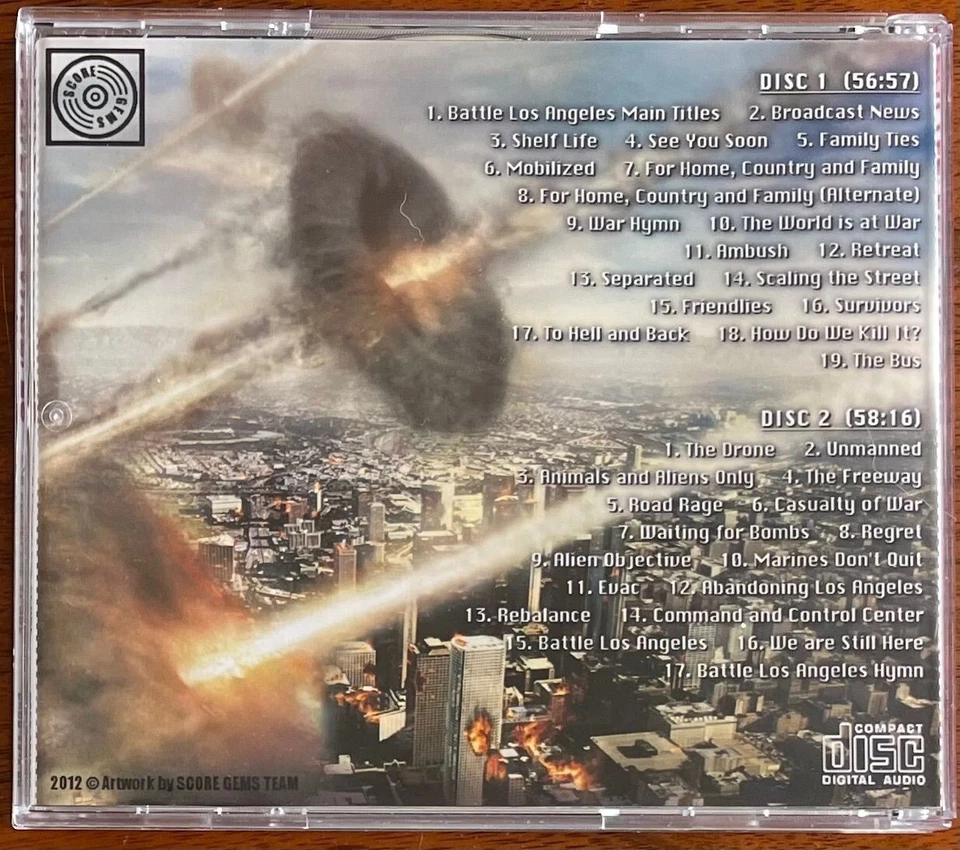 SCORE GEMS
DISC 1 (56:57)
1. Battle Los Angeles Main Titles 2. Broadcast News
3. Shelf Life 4. See You Soon 5. Family Ties
6. Mobilized 7. For Home, Country and Family
8. For Home, Country and Family (Alternate)
9. War Hymn 10. The World is at War
11. Ambush 12. Retreat
13. Separated 14. Scaling the Street
15. Friendlies 16. Survivors
17. To Hell and Back 18. How Do We Kill It?
19. The Bus
DISC 2 (58:16)
1. The Drone 2. Unmanned
3. Animals and Aliens Only 4. The Freeway
5. Road Rage 6. Casualty of War
7. Waiting for Bombs 8. Regret
9. Alien Objective 10. Marines Don't Quit
11. Evac 12. Abandoning Los Angeles
13. Rebalance 14. Command and Control Center
15. Battle Los Angeles 16. We are Still Here
17. Battle Los Angeles Hymn
COMPACT
disc
DIGITAL AUDIO
2012 © Artwork by SCORE GEMS TEAM